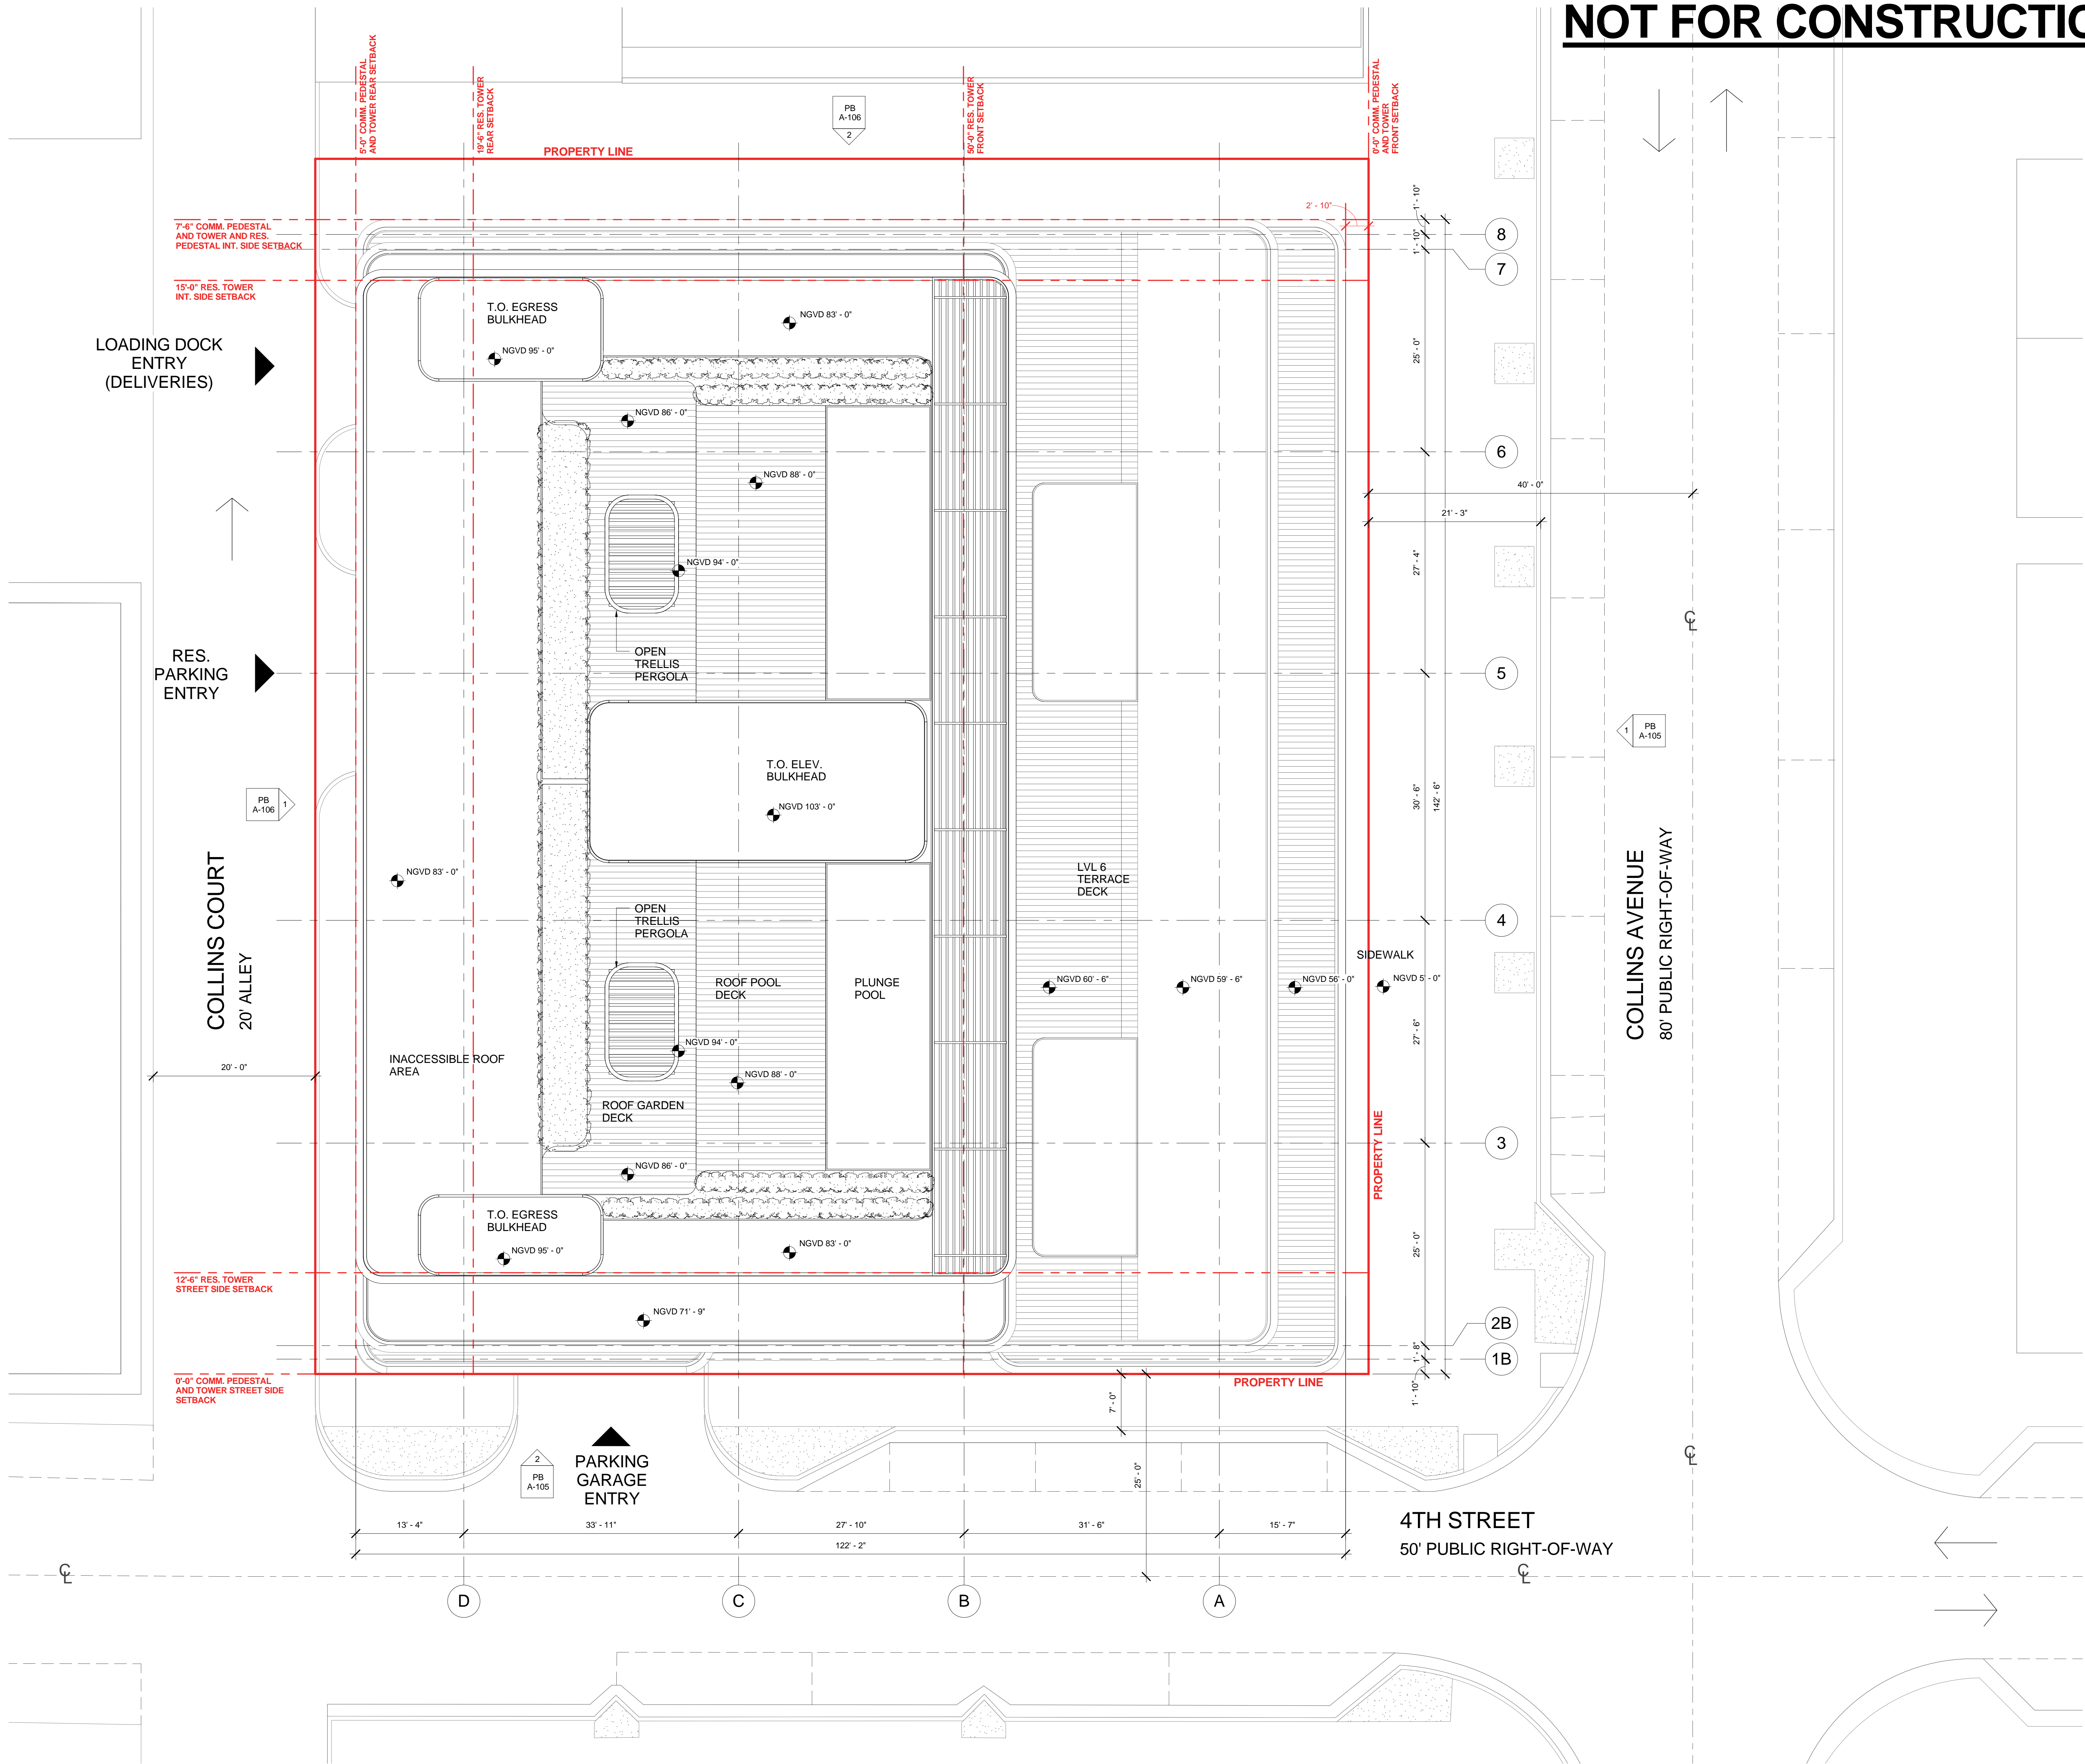 NOT FOR CONSTRUCTIO
5'-0" COMM. PEDESTAL
AND TOWER REAR SETBACK
19'-6" RES. TOWER
REAR SETBACK
50'-0" RES. TOWER
FRONT SETBACK
0'-0" COMM. PEDESTAL
AND TOWER
FRONT SETBACK
PB
A-106
2
PROPERTY LINE
7'-6" COMM. PEDESTAL
AND TOWER AND RES.
PEDESTAL INT. SIDE SETBACK
15'-0" RES. TOWER
INT. SIDE SETBACK
2' - 10"
1' - 10"
1' - 10"
8
7
T.O. EGRESS
BULKHEAD
NGVD 95' - 0"
NGVD 83' - 0"
LOADING DOCK
ENTRY
(DELIVERIES)
25' - 0"
NGVD 86' - 0"
NGVD 88' - 0"
6
40' - 0"
21' - 3"
NGVD 94' - 0"
27' - 4"
OPEN
TRELLIS
PERGOLA
RES.
PARKING
ENTRY
5
CL
1
PB
A-105
T.O. ELEV.
BULKHEAD
NGVD 103' - 0"
PB
A-106
1
30' - 6"
142' - 6"
COLLINS COURT
20' ALLEY
NGVD 83' - 0"
LVL 6
TERRACE
DECK
COLLINS AVENUE
80' PUBLIC RIGHT-OF-WAY
OPEN
TRELLIS
PERGOLA
4
SIDEWALK
ROOF POOL
DECK
PLUNGE
POOL
NGVD 60' - 6"
NGVD 59' - 6"
NGVD 56' - 0"
NGVD 5' - 0"
27' - 6"
NGVD 94' - 0"
INACCESSIBLE ROOF
AREA
20' - 0"
NGVD 88' - 0"
ROOF GARDEN
DECK
PROPERTY LINE
3
NGVD 86' - 0"
T.O. EGRESS
BULKHEAD
NGVD 95' - 0"
NGVD 83' - 0"
25' - 0"
12'-6" RES. TOWER
STREET SIDE SETBACK
NGVD 71' - 9"
2B
1' - 8"
1B
1' - 10"
0'-0" COMM. PEDESTAL
AND TOWER STREET SIDE
SETBACK
PROPERTY LINE
7' - 0"
25' - 0"
CL
2
PB
A-105
PARKING
GARAGE
ENTRY
13' - 4"
33' - 11"
27' - 10"
31' - 6"
15' - 7"
122' - 2"
4TH STREET
50' PUBLIC RIGHT-OF-WAY
CL
CL
D
C
B
A